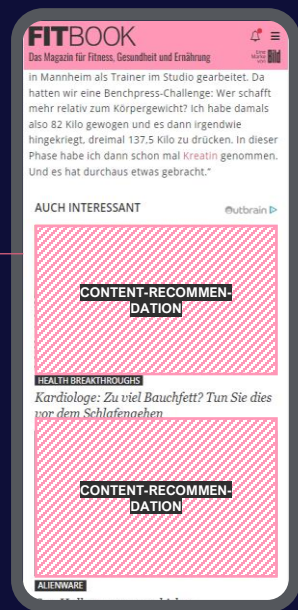 FITBOOK
Das Magazin für Fitness, Gesundheit und Ernährung
Eine
Marke
von Bild
in Mannheim als Trainer im Studio gearbeitet. Da
hatten wir eine Benchpress-Challenge: Wer schafft
mehr relativ zum Körpergewicht? Ich habe damals
also 82 Kilo gewogen und es dann irgendwie
hingekriegt, dreimal 137,5 Kilo zu drücken. In dieser
Phase habe ich dann schon mal Kreatin genommen.
Und es hat durchaus etwas gebracht."
AUCH INTERESSANT
Outbrain
CONTENT-RECOMMEN-
DATION
HEALTH BREAKTHROUGHS
Kardiologe: Zu viel Bauchfett? Tun Sie dies
vor dem Schlafengehen
CONTENT-RECOMMEN-
DATION
ALIENWARE